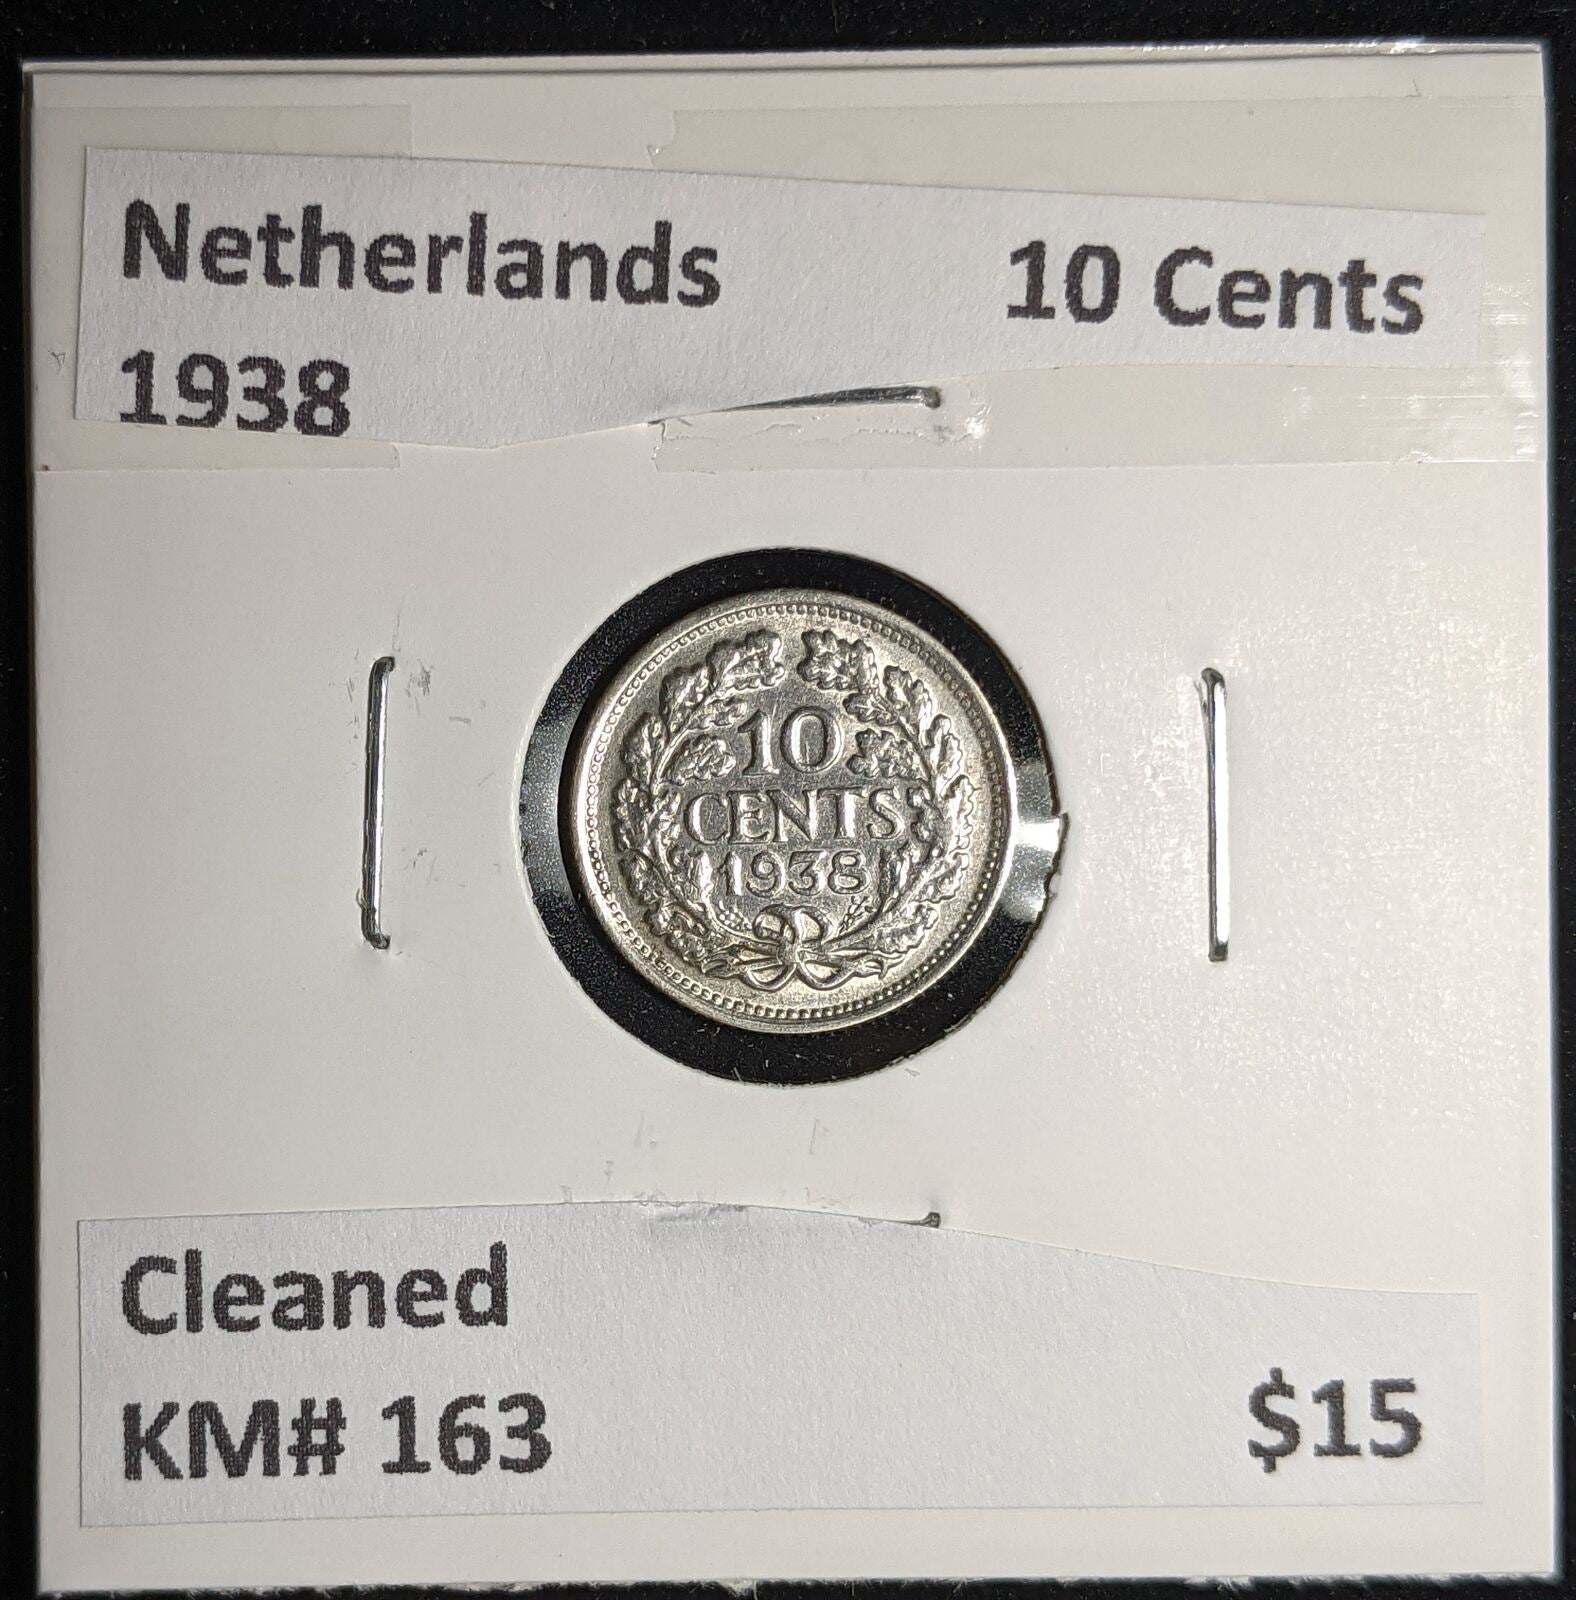 Netherlands 10 Cents
1938
10
CENTS
1938
Cleaned
KM# 163 $15